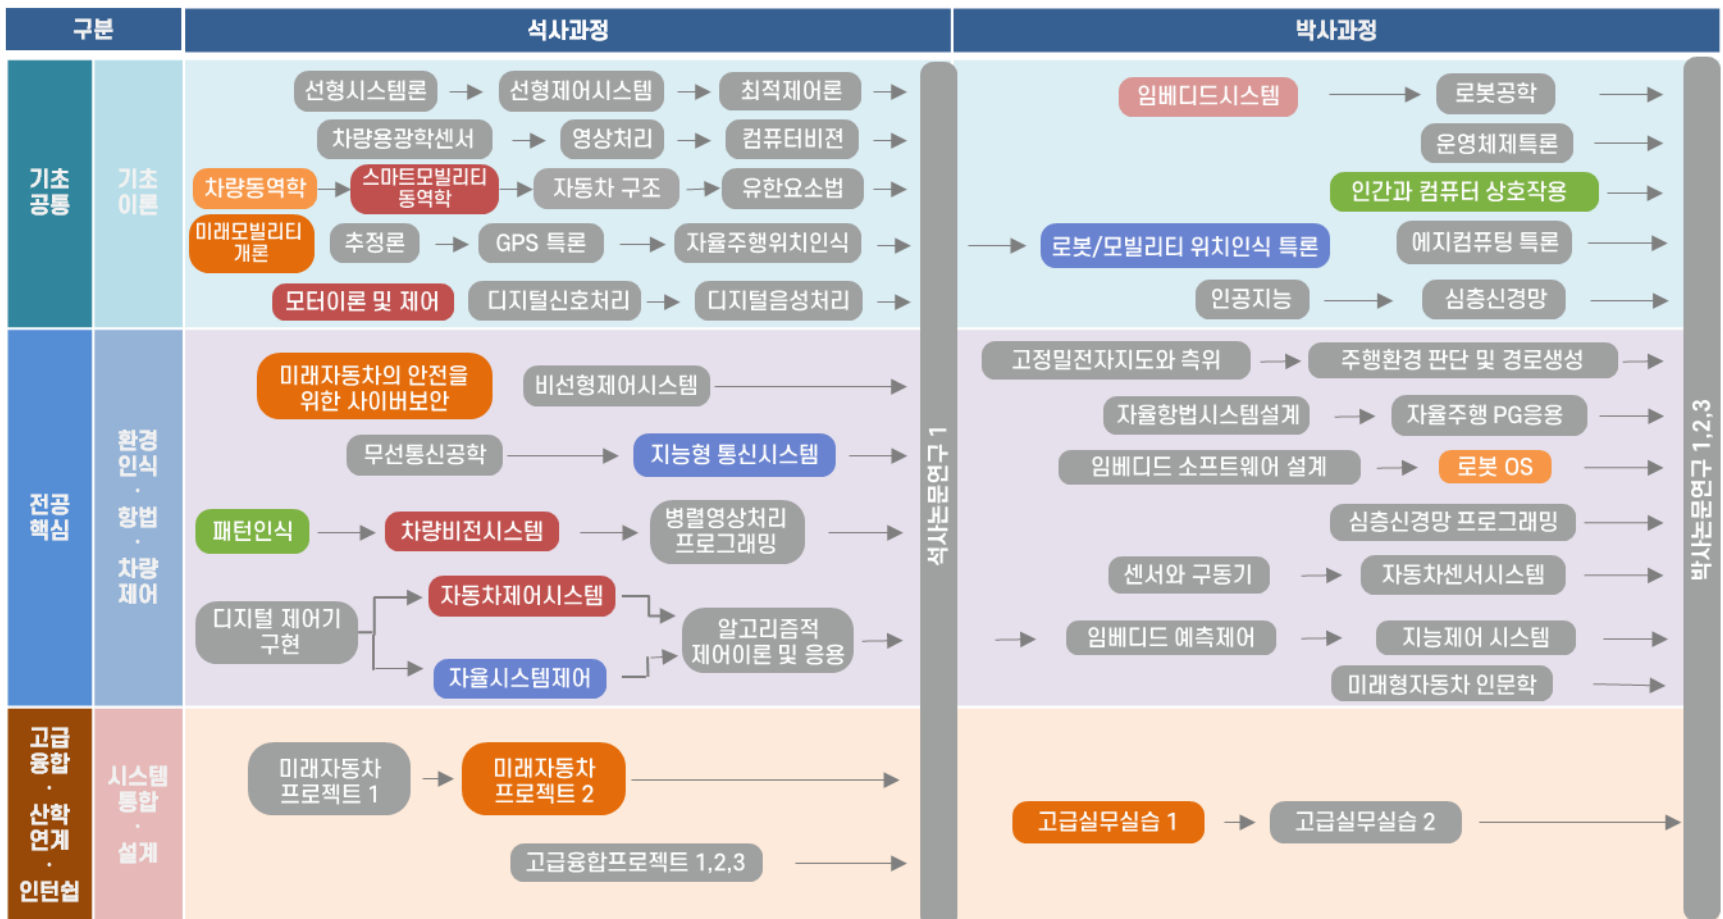 구분
석사과정
박사과정
기초
공통
기초
이론
선형시스템론
선형제어시스템
최적제어론
임베디드시스템
로봇공학
차량용광학센서
영상처리
컴퓨터비젼
운영체제특론
차량동역학
스마트모빌리티
동역학
자동차 구조
유한요소법
인간과 컴퓨터 상호작용
미래모빌리티
개론
추정론
GPS 특론
자율주행위치인식
로봇/모빌리티 위치인식 특론
에지컴퓨팅 특론
모터이론 및 제어
디지털신호처리
디지털음성처리
인공지능
심층신경망
전공
핵심
환경
인식
·
항법
·
차량
제어
미래자동차의 안전을
위한 사이버보안
비선형제어시스템
고정밀전자지도와 측위
주행환경 판단 및 경로생성
자율항법시스템설계
자율주행 PG응용
무선통신공학
지능형 통신시스템
임베디드 소프트웨어 설계
로봇 OS
패턴인식
차량비전시스템
병렬영상처리
프로그래밍
심층신경망 프로그래밍
센서와 구동기
자동차센서시스템
디지털 제어기
구현
자동차제어시스템
자율시스템제어
알고리즘적
제어이론 및 응용
임베디드 예측제어
지능제어 시스템
미래형자동차 인문학
석사논문연구 1
박사논문연구 1,2,3
고급
융합
·
산학
연계
·
인턴쉽
시스템
통합
·
설계
미래자동차
프로젝트 1
미래자동차
프로젝트 2
고급융합프로젝트 1,2,3
고급실무실습 1
고급실무실습 2